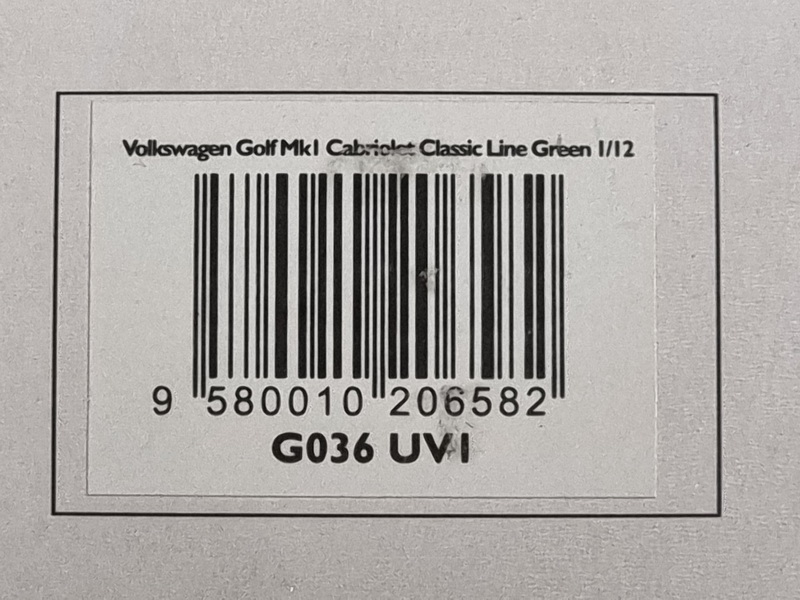 Volkswagen Golf Mk1 Cabriolet Classic Line Green 1/12
9 580010 206582
G036 UV1